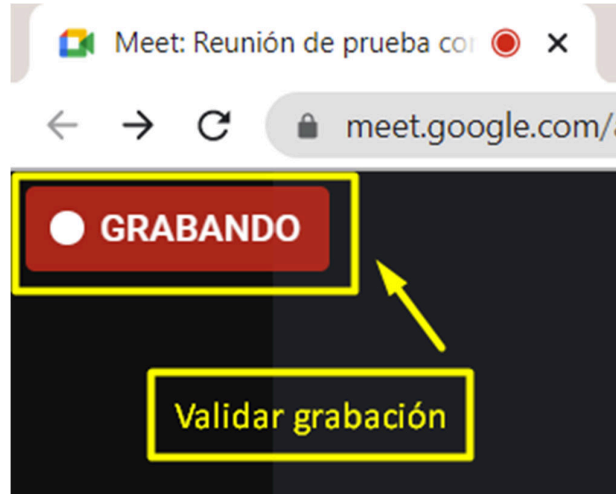 Meet: Reunión de prueba co
meet.google.com/
GRABANDO
Validar grabación